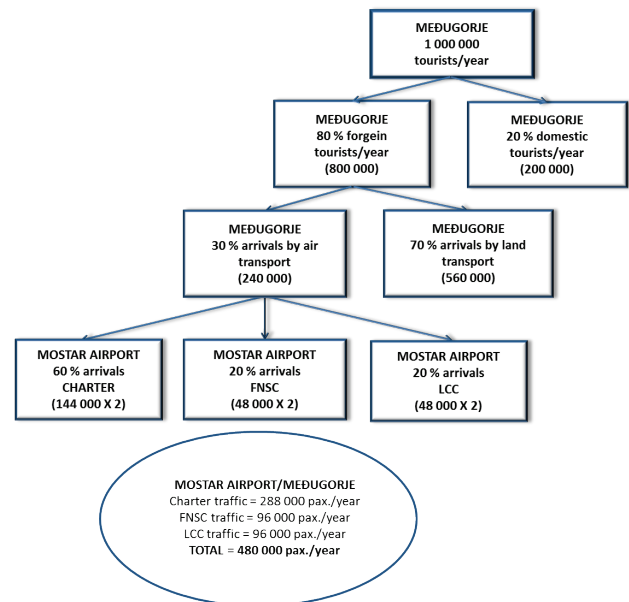 MEĐUGORJE
1 000 000
tourists/year
MEĐUGORJE
80 % forgein
tourists/year
(800 000)
MEĐUGORJE
20 % domestic
tourists/year
(200 000)
MEĐUGORJE
30 % arrivals by air
transport
(240 000)
MEĐUGORJE
70 % arrivals by land
transport
(560 000)
MOSTAR AIRPORT
60 % arrivals
CHARTER
(144 000 X 2)
MOSTAR AIRPORT
20 % arrivals
FNSC
(48 000 X 2)
MOSTAR AIRPORT
20 % arrivals
LCC
(48 000 X 2)
MOSTAR AIRPORT/MEĐUGORJE
Charter traffic = 288 000 pax./year
FNSC traffic = 96 000 pax./year
LCC traffic = 96 000 pax./year
TOTAL = 480 000 pax./year